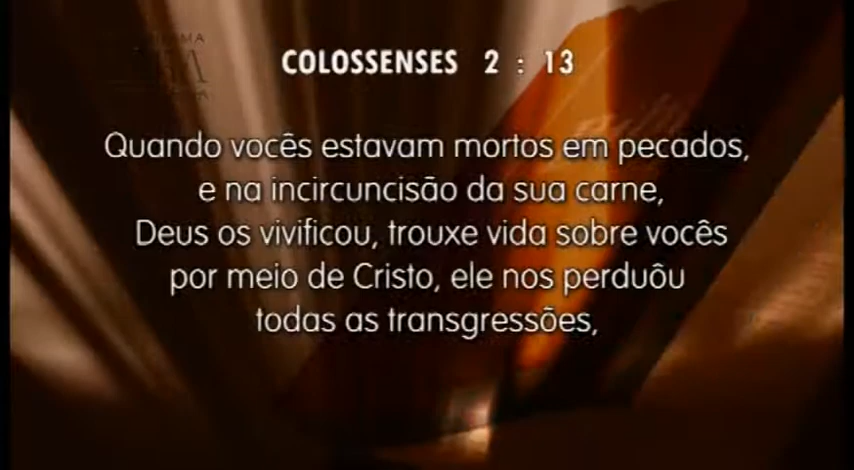 COLOSSENSES 2 : 13
Quando vocês estavam mortos em pecados,
e na incircuncisão da sua carne,
Deus os vivificou, trouxe vida sobre vocês
por meio de Cristo, ele nos perduôu
todas as transgressões,